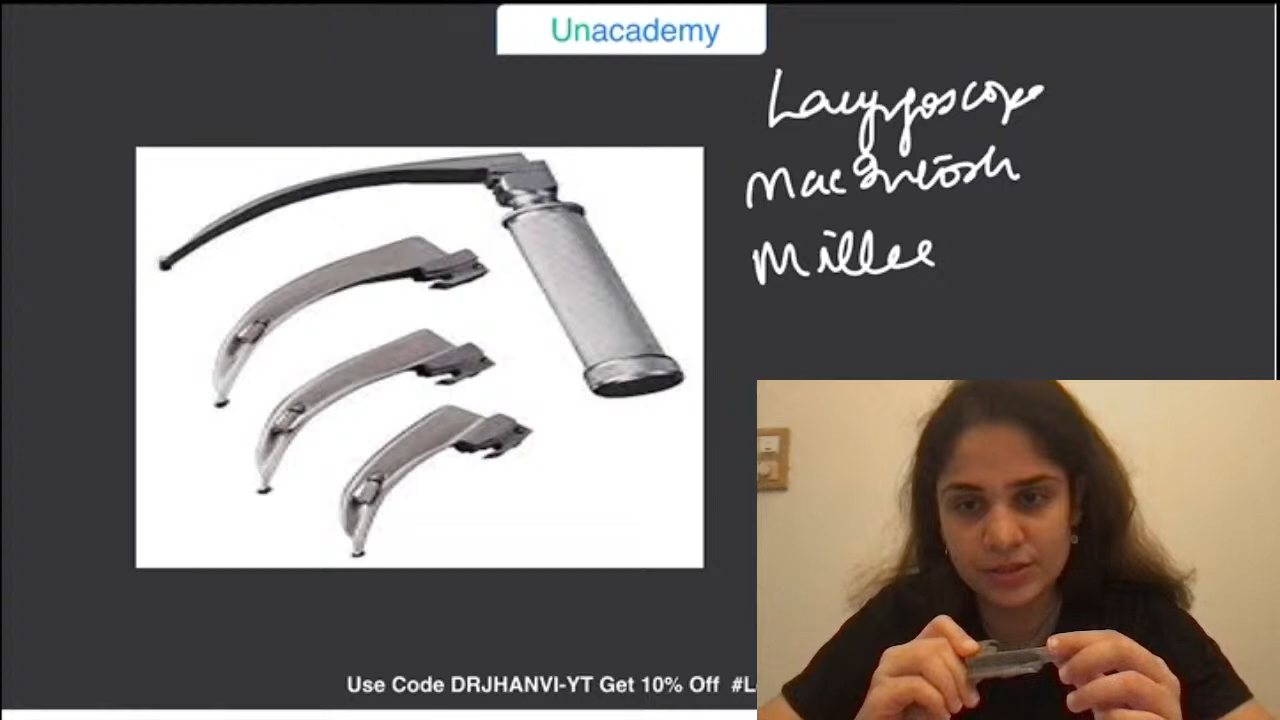 Unacademy
Laryngoscope
MacIntosh
Miller
Use Code DRJHANVI-YT Get 10% Off #L